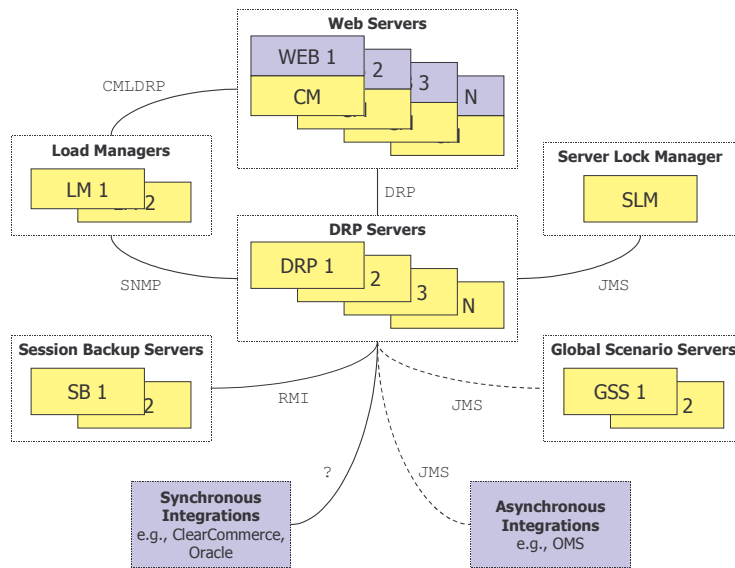 Web Servers
WEB 1
2
3
N
CM
CMLDRP
Load Managers
LM 1
2
DRP
Server Lock Manager
SLM
DRP Servers
DRP 1
2
3
N
SNMP
JMS
Session Backup Servers
SB 1
2
RMI
Global Scenario Servers
GSS 1
2
JMS
?
JMS
Synchronous
Integrations
e.g., ClearCommerce,
Oracle
Asynchronous
Integrations
e.g., OMS